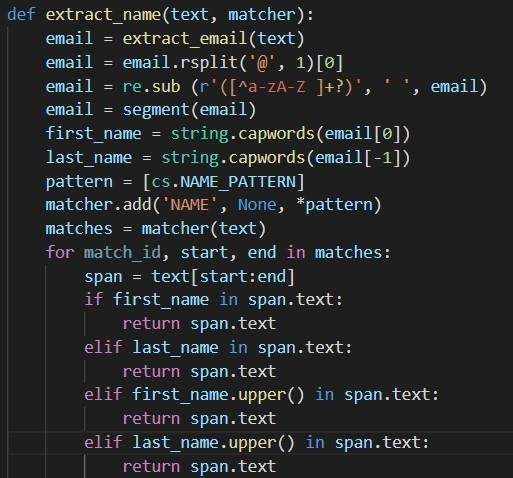 def extract_name(text, matcher):
    email = extract_email(text)
    email = email.rsplit('@', 1)[0]
    email = re.sub (r'([^a-zA-Z ]+?)', ' ', email)
    email = segment(email)
    first_name = string.capwords(email[0])
    last_name = string.capwords(email[-1])
    pattern = [cs.NAME_PATTERN]
    matcher.add('NAME', None, *pattern)
    matches = matcher(text)
    for match_id, start, end in matches:
        span = text[start:end]
        if first_name in span.text:
            return span.text
        elif last_name in span.text:
            return span.text
        elif first_name.upper() in span.text:
            return span.text
        elif last_name.upper() in span.text:
            return span.text